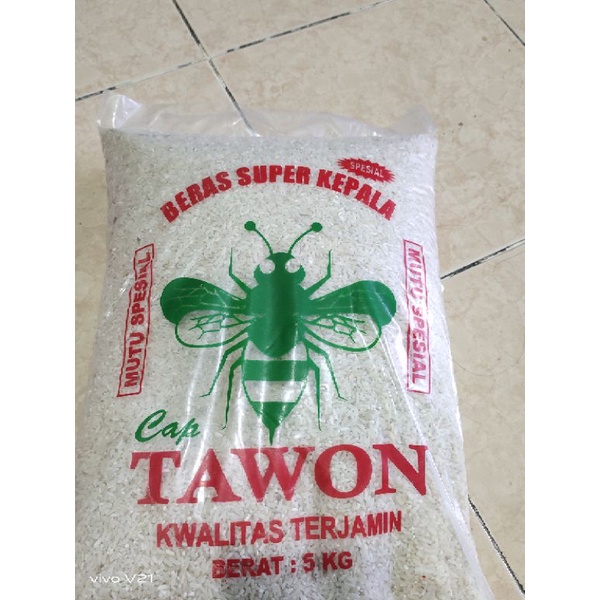 SPESIAL
BERAS SUPER KEPALA
MUTU SPESIAL
MUTU SPESIAL
Cap
TAWON
KWALITAS TERJAMIN
BERAT : 5 KG
vivo V21